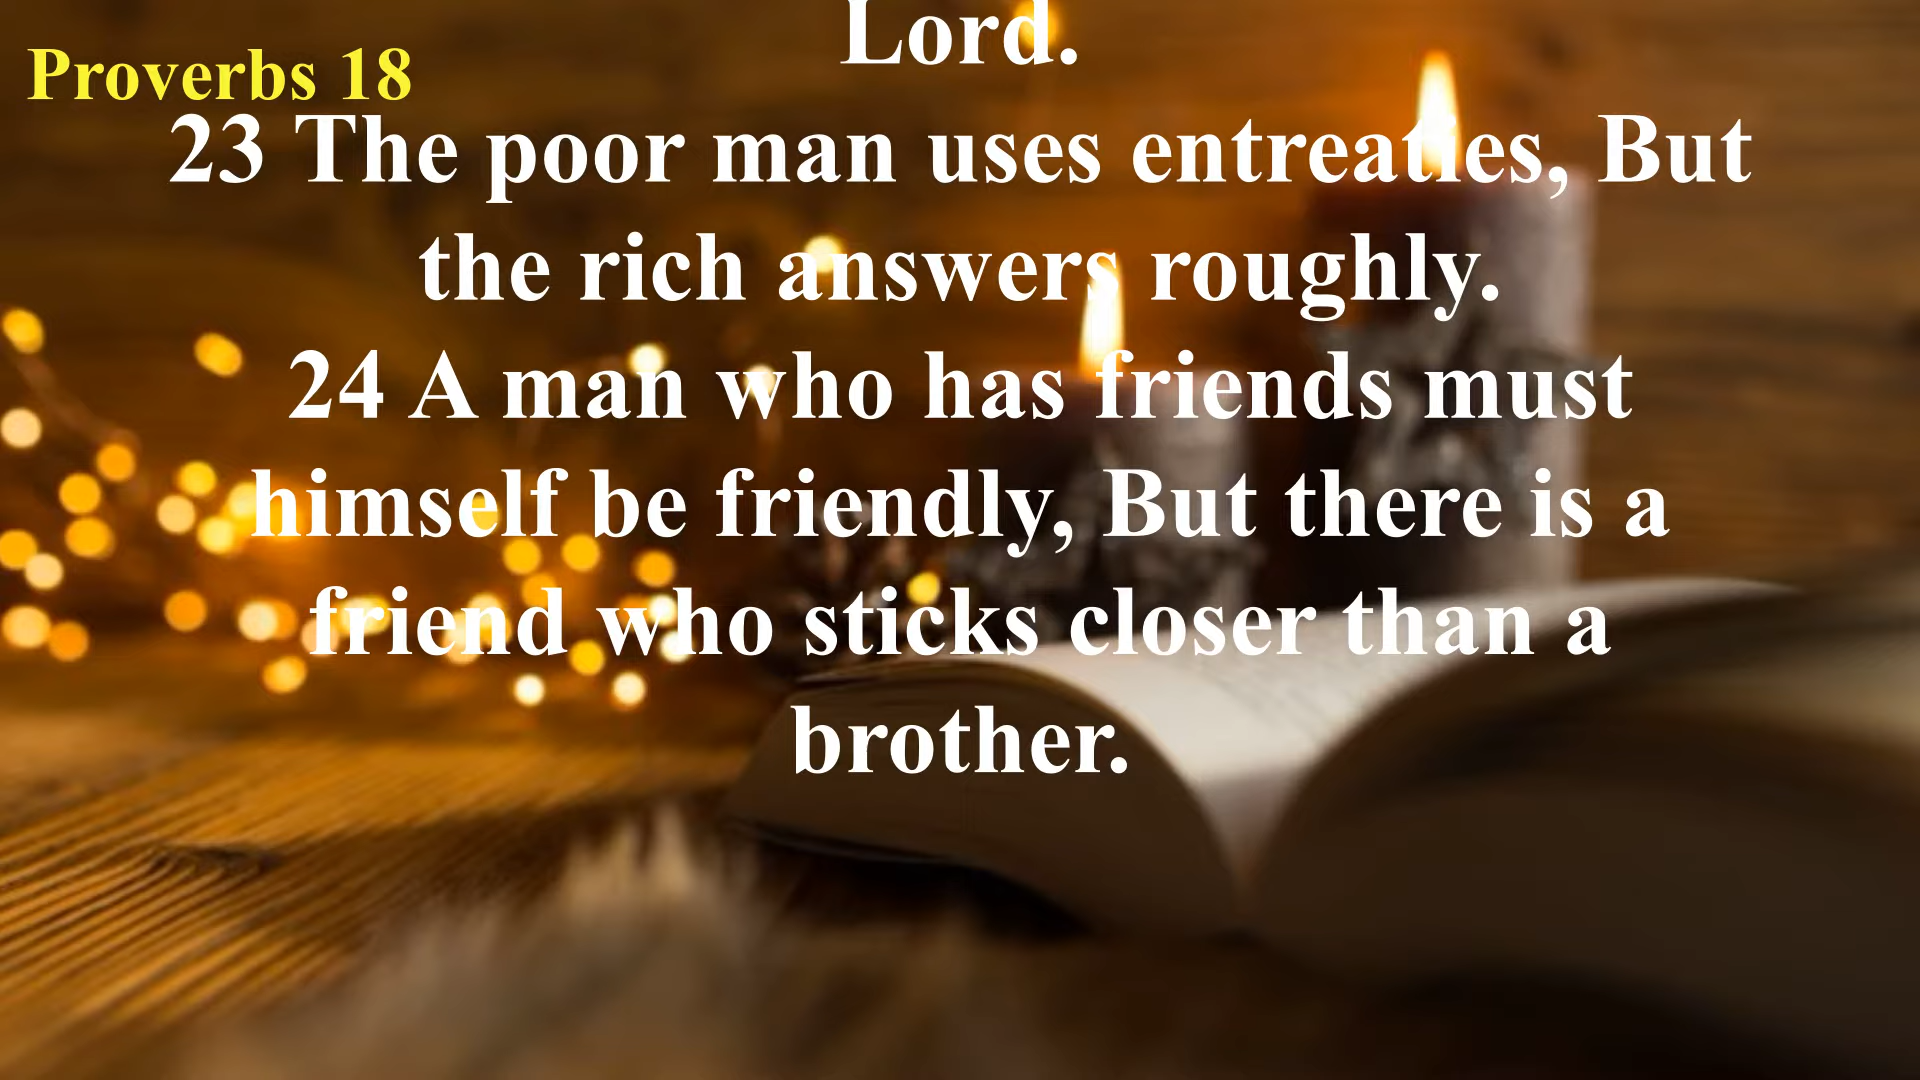 Lord.
Proverbs 18
23 The poor man uses entreaties, But
the rich answers roughly.
24 A man who has friends must
himself be friendly, But there is a
friend who sticks closer than a
brother.